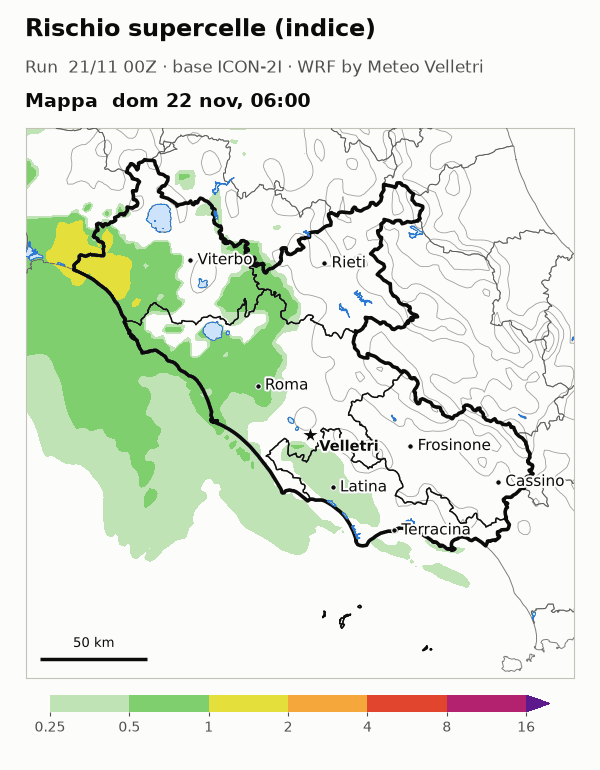 Rischio supercelle (indice)
Run  21/11 00Z · base ICON-2I · WRF by Meteo Velletri
Mappa  dom 22 nov, 06:00
Viterbo
Rieti
Roma
Velletri
Frosinone
Latina
Cassino
Terracina
50 km
0.25 0.5 1 2 4 8 16